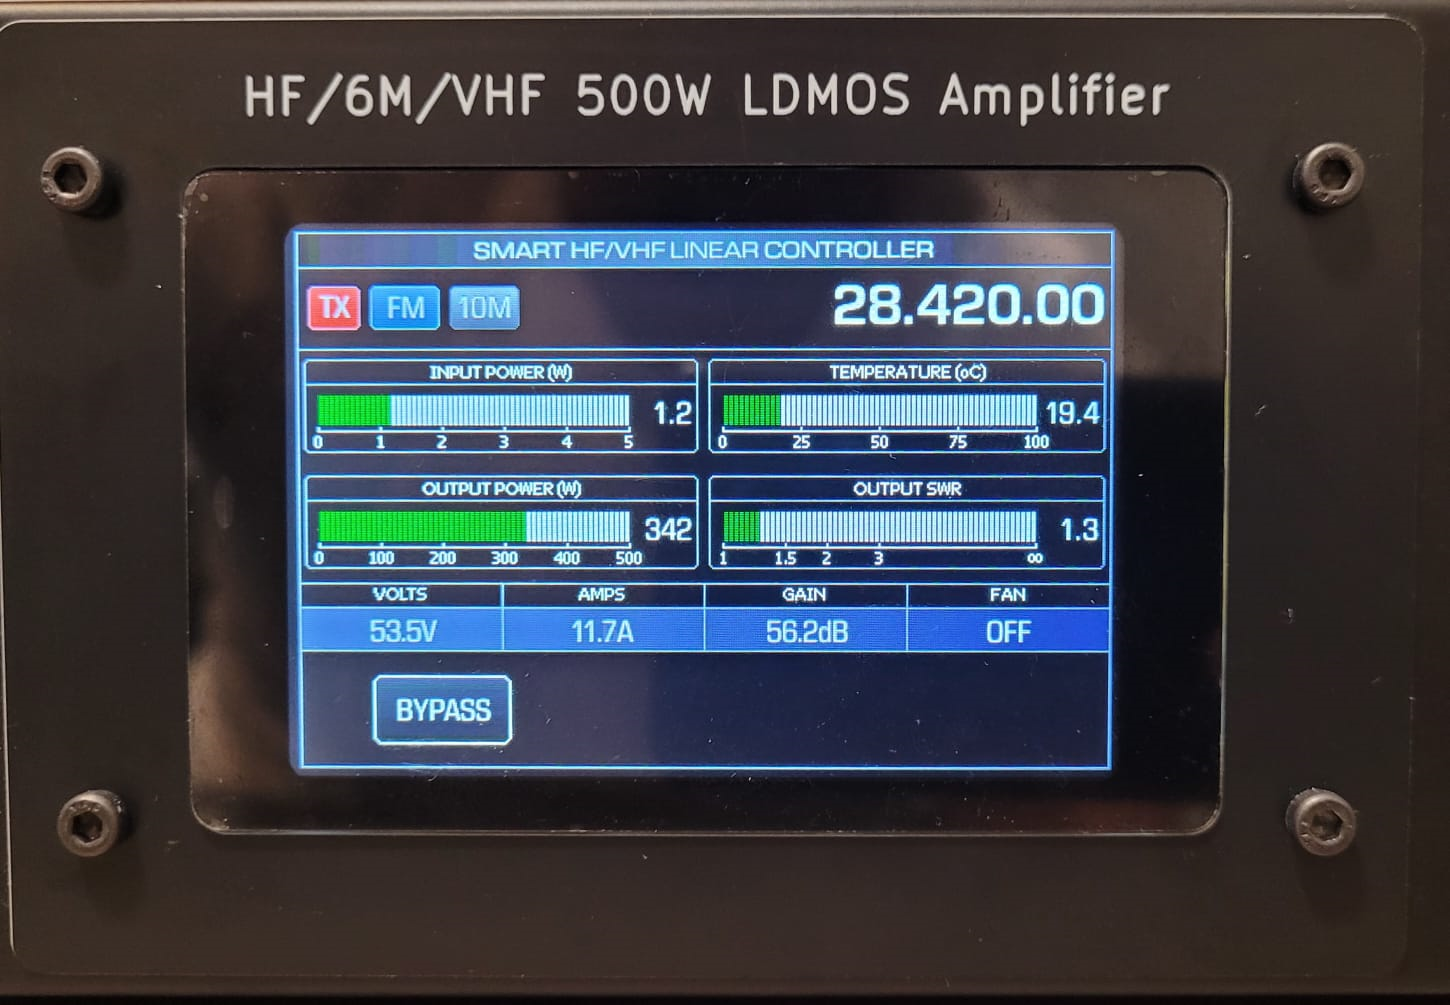 HF/6M/VHF 500W LDMOS Amplifier
SMART HF/VHF LINEAR CONTROLLER
TX FM 10M 28.420.00
INPUT POWER (W) TEMPERATURE (oC)
1.2 19.4
0 1 2 3 4 5 0 25 50 75 100
OUTPUT POWER (W) OUTPUT SWR
342 1.3
0 100 200 300 400 500 1 1.5 2 3 ∞
VOLTS AMPS GAIN FAN
53.5V 11.7A 56.2dB OFF
BYPASS